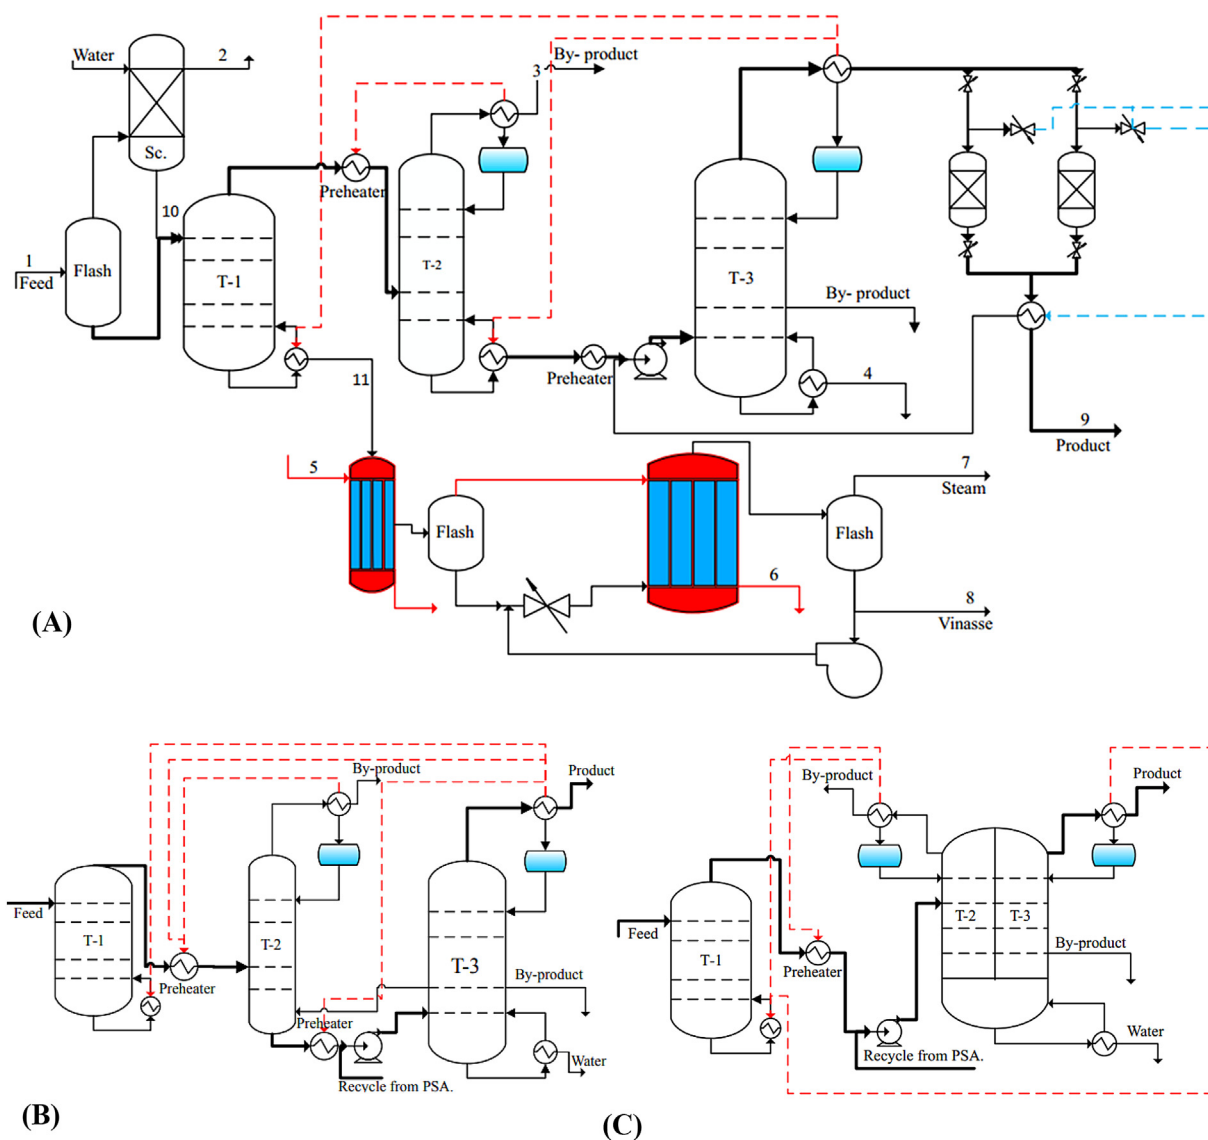 Water
2
3
By- product
Sc.
10
Preheater
1
Feed
Flash
T-1
T-2
T-3
By- product
11
Preheater
4
9
Product
5
Flash
6
7
Steam
Flash
8
Vinasse
(A)
By-product
Product
Feed
T-1
T-2
T-3
Preheater
By-product
Preheater
Water
Recycle from PSA.
(B)
By-product
Product
Feed
T-1
T-2
T-3
Preheater
By-product
Water
Recycle from PSA.
(C)